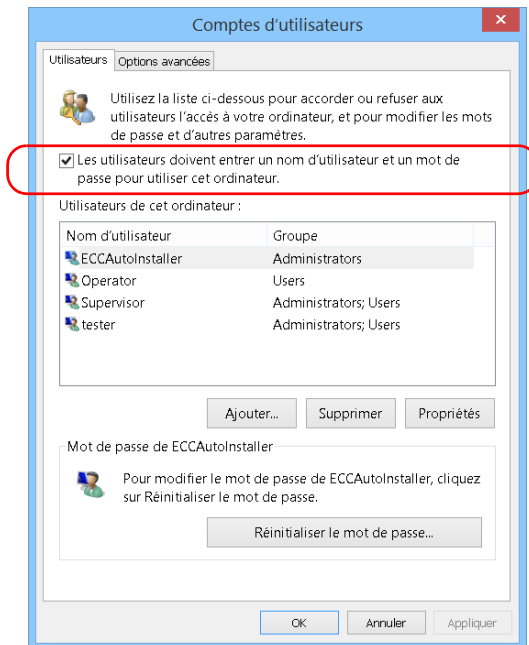 Comptes d'utilisateurs
Utilisateurs
Options avancées
Utilisez la liste ci-dessous pour accorder ou refuser aux
utilisateurs l'accès à votre ordinateur, et pour modifier les mots
de passe et d'autres paramètres.
Les utilisateurs doivent entrer un nom d'utilisateur et un mot de
passe pour utiliser cet ordinateur.
Utilisateurs de cet ordinateur :
Nom d'utilisateur Groupe
ECCAutoInstaller Administrators
Operator Users
Supervisor Administrators; Users
tester Administrators; Users
Ajouter... Supprimer Propriétés
Mot de passe de ECCAutoInstaller
Pour modifier le mot de passe de ECCAutoInstaller, cliquez
sur Réinitialiser le mot de passe.
Réinitialiser le mot de passe...
OK Annuler Appliquer